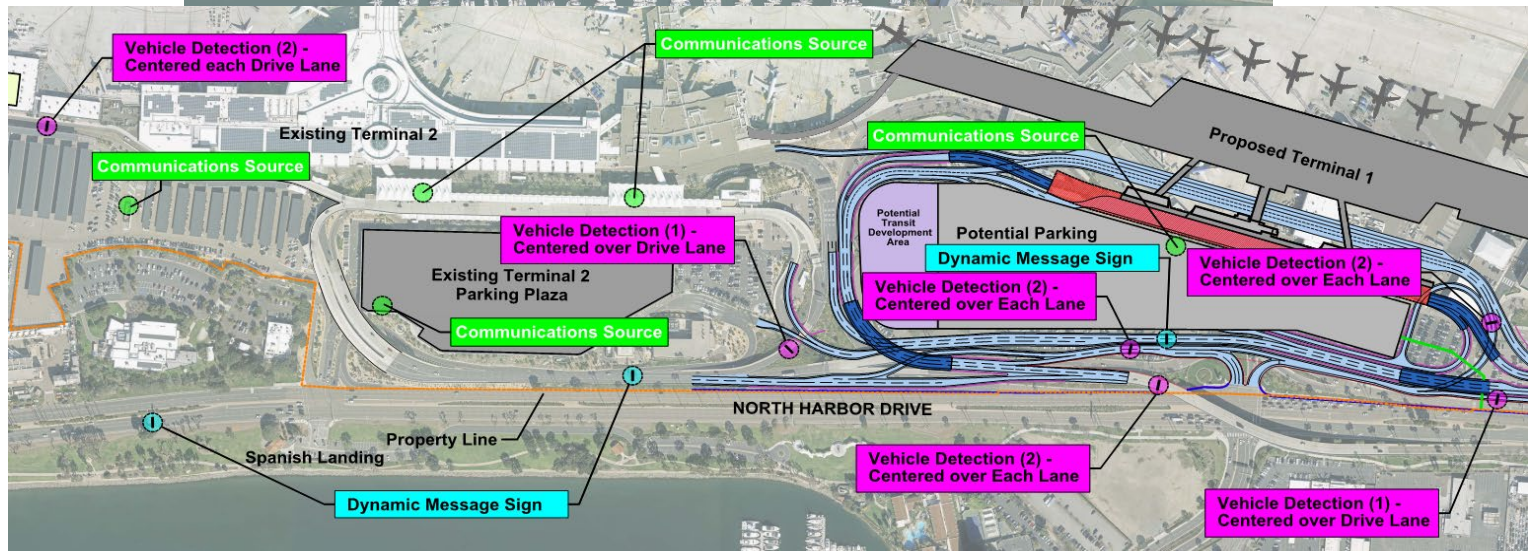 Vehicle Detection (2) -
Centered each Drive Lane
Communications Source
Existing Terminal 2
Communications Source
Communications Source
Proposed Terminal 1
Vehicle Detection (1) -
Centered over Drive Lane
Potential
Transit
Development
Area
Potential Parking
Dynamic Message Sign
Vehicle Detection (2) -
Centered over Each Lane
Vehicle Detection (2) -
Centered over Each Lane
Existing Terminal 2
Parking Plaza
Communications Source
NORTH HARBOR DRIVE
Property Line
Spanish Landing
Vehicle Detection (2) -
Centered over Each Lane
Dynamic Message Sign
Vehicle Detection (1) -
Centered over Drive Lane